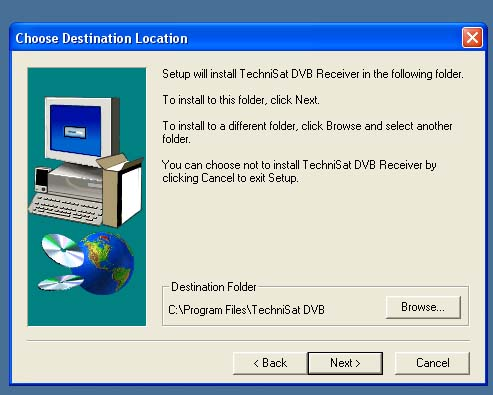 Choose Destination Location
Setup will install TechniSat DVB Receiver in the following folder.
To install to this folder, click Next.
To install to a different folder, click Browse and select another
folder.
You can choose not to install TechniSat DVB Receiver by
clicking Cancel to exit Setup.
Destination Folder
C:\Program Files\TechniSat DVB
Browse...
< Back
Next >
Cancel